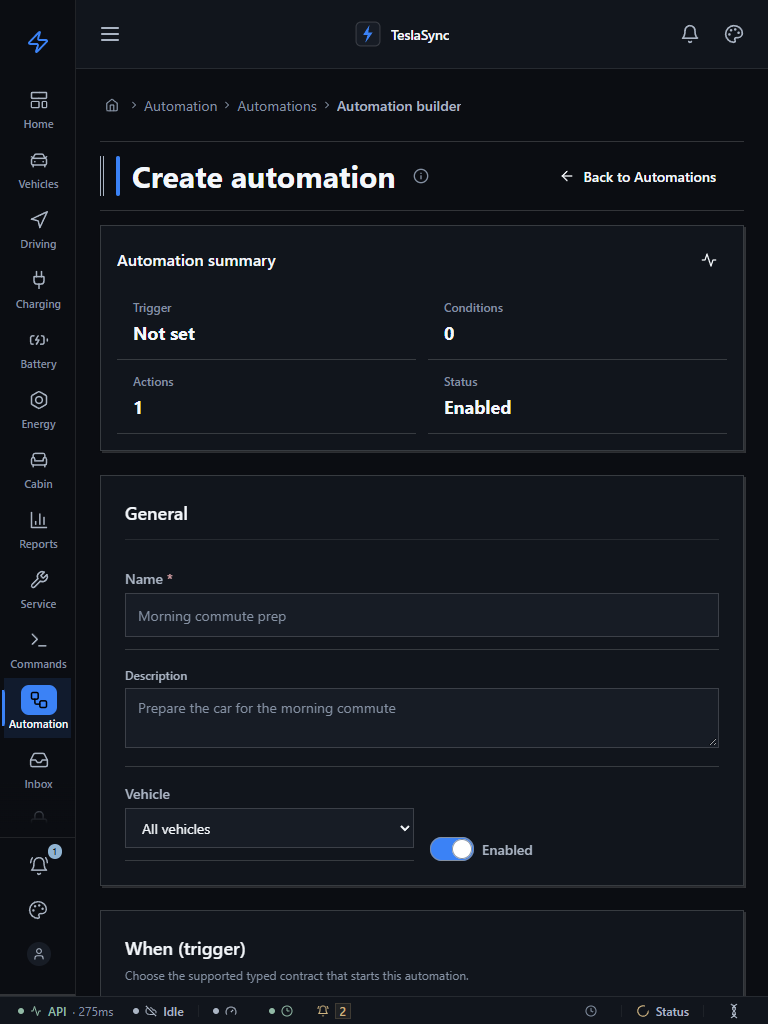 TeslaSync
Home
Vehicles
Driving
Charging
Battery
Energy
Cabin
Reports
Service
Commands
Automation
Inbox
1
Automation
Automations
Automation builder
Create automation
Back to Automations
Automation summary
Trigger
Not set
Conditions
0
Actions
1
Status
Enabled
General
Name *
Morning commute prep
Description
Prepare the car for the morning commute
Vehicle
All vehicles
Enabled
When (trigger)
Choose the supported typed contract that starts this automation.
API · 275ms
Idle
2
Status